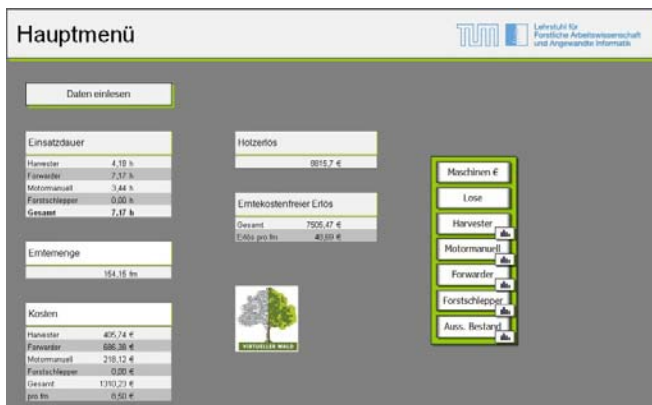 Hauptmenü
TUM
Lehrstuhl für
Forstliche Arbeitswissenschaft
und Angewandte Informatik
Daten einlesen
Einsatzdauer
Harvester 4,18 h
Forwarder 7,17 h
Motormanuell 3,44 h
Forstschlepper 0,00 h
Gesamt 7,17 h
Erntemenge
154,15 fm
Kosten
Harvester 405,74 €
Forwarder 686,36 €
Motormanuell 218,12 €
Forstschlepper 0,00 €
Gesamt 1310,23 €
pro fm 8,50 €
Holzerlös
8815,7 €
Erntekostenfreier Erlös
Gesamt 7505,47 €
Erlös pro fm
VIRTUELLER WALD
Maschinen €
Lose
Harvester
Motormanuell
Forwarder
Forstschlepper
Auss. Bestand